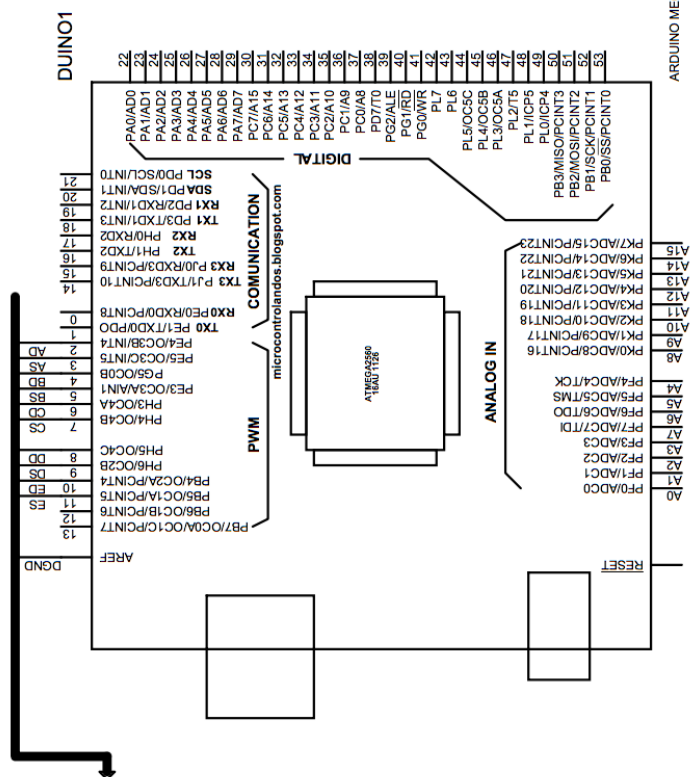 DUINO1
ARDUINO ME
22
23
24
25
26
27
28
29
30
31
32
33
34
35
36
37
38
39
40
41
42
43
44
45
46
47
48
49
50
51
52
53
PA0/AD0
PA1/AD1
PA2/AD2
PA3/AD3
PA4/AD4
PA5/AD5
PA6/AD6
PA7/AD7
PC7/A15
PC6/A14
PC5/A13
PC4/A12
PC3/A11
PC2/A10
PC1/A9
PC0/A8
PD7/T0
PG2/ALE
PG1/RD
PG0/WR
PL7
PL6
PL5/OC5C
PL4/OC5B
PL3/OC5A
PL2/T5
PL1/ICP5
PL0/ICP4
PB3/MISO/PCINT3
PB2/MOSI/PCINT2
PB1/SCK/PCINT1
PB0/SS/PCINT0
DIGITAL
21 SCL PD0/SCL/INT0
20 SDA PD1/SDA/INT1
19 RX1 PD2/RXD1/INT2
18 TX1 PD3/TXD1/INT3
17 RX2 PH0/RXD2
16 TX2 PH1/TXD2
15 RX3 PJ0/RXD3/PCINT9
14 TX3 PJ1/TXD3/PCINT10
0 RX0 PE0/RXD0/PCINT8
1 TX0 PE1/TXD0/PDO
COMUNICATION
microcontrolandos.blogspot.com
AD 2 PE4/OC3B/INT4
AS 3 PE5/OC3C/INT5
BD 4 PG5/OC0B
BS 5 PE3/OC3A/AIN1
CD 6 PH3/OC4A
CS 7 PH4/OC4B
DD 8 PH5/OC4C
DS 9 PH6/OC2B
ED 10 PB4/OC2A/PCINT4
ES 11 PB5/OC1A/PCINT5
12 PB6/OC1B/PCINT6
13 PB7/OC0A/OC1C/PCINT7
PWM
DGND AREF
ATMEGA2560
16AU 1126
ANALOG IN
PK7/ADC15/PCINT23 A15
PK6/ADC14/PCINT22 A14
PK5/ADC13/PCINT21 A13
PK4/ADC12/PCINT20 A12
PK3/ADC11/PCINT19 A11
PK2/ADC10/PCINT18 A10
PK1/ADC9/PCINT17 A9
PK0/ADC8/PCINT16 A8
PF4/ADC4/TCK A4
PF5/ADC5/TMS A5
PF6/ADC6/TDO A6
PF7/ADC7/TDI A7
PF3/ADC3 A3
PF2/ADC2 A2
PF1/ADC1 A1
PF0/ADC0 A0
RESET